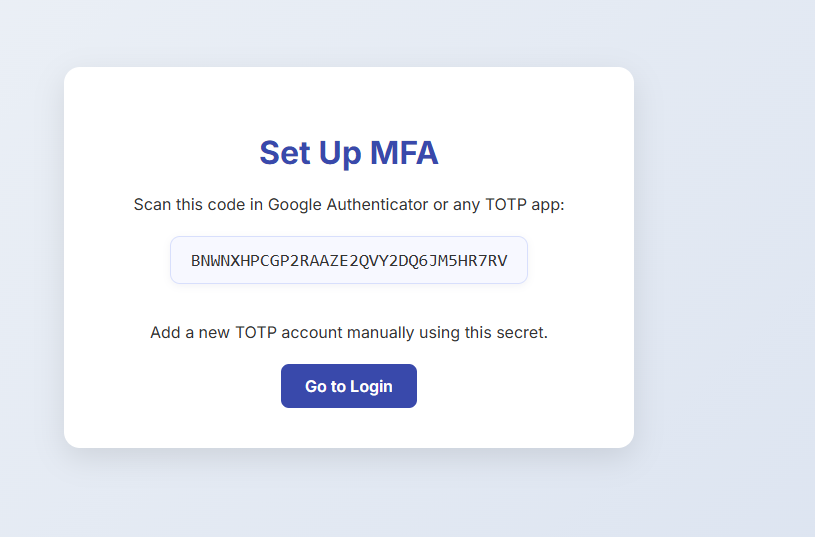 Set Up MFA
Scan this code in Google Authenticator or any TOTP app:
BNWNXHPCGP2RAAZE2QVY2DQ6JM5HR7RV
Add a new TOTP account manually using this secret.
Go to Login